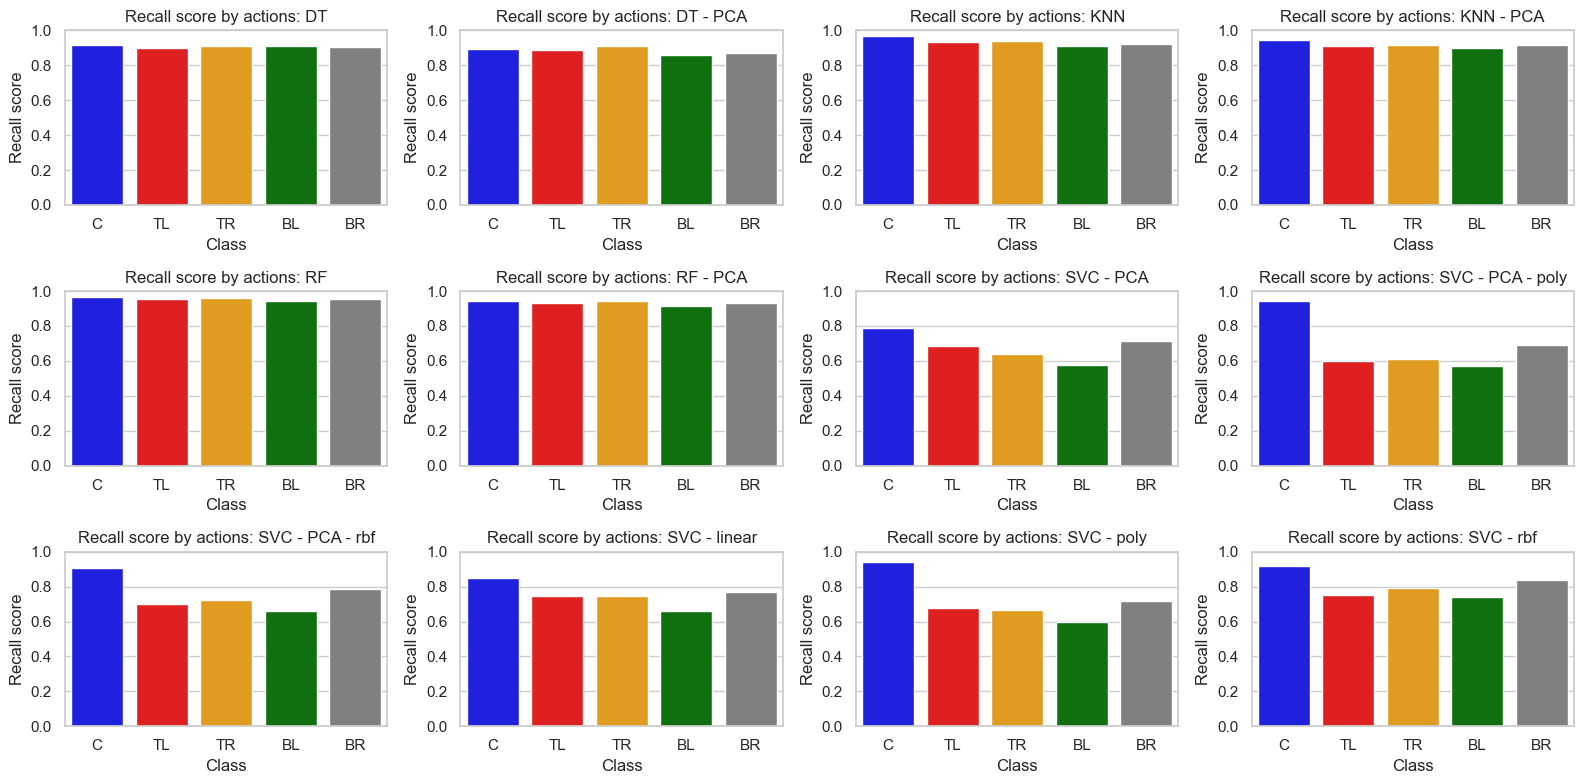 Recall score by actions: DT
Recall score
1.0
0.8
0.6
0.4
0.2
0.0
C TL TR BL BR
Class
Recall score by actions: DT - PCA
Recall score
1.0
0.8
0.6
0.4
0.2
0.0
C TL TR BL BR
Class
Recall score by actions: KNN
Recall score
1.0
0.8
0.6
0.4
0.2
0.0
C TL TR BL BR
Class
Recall score by actions: KNN - PCA
Recall score
1.0
0.8
0.6
0.4
0.2
0.0
C TL TR BL BR
Class
Recall score by actions: RF
Recall score
1.0
0.8
0.6
0.4
0.2
0.0
C TL TR BL BR
Class
Recall score by actions: RF - PCA
Recall score
1.0
0.8
0.6
0.4
0.2
0.0
C TL TR BL BR
Class
Recall score by actions: SVC - PCA
Recall score
1.0
0.8
0.6
0.4
0.2
0.0
C TL TR BL BR
Class
Recall score by actions: SVC - PCA - poly
Recall score
1.0
0.8
0.6
0.4
0.2
0.0
C TL TR BL BR
Class
Recall score by actions: SVC - PCA - rbf
Recall score
1.0
0.8
0.6
0.4
0.2
0.0
C TL TR BL BR
Class
Recall score by actions: SVC - linear
Recall score
1.0
0.8
0.6
0.4
0.2
0.0
C TL TR BL BR
Class
Recall score by actions: SVC - poly
Recall score
1.0
0.8
0.6
0.4
0.2
0.0
C TL TR BL BR
Class
Recall score by actions: SVC - rbf
Recall score
1.0
0.8
0.6
0.4
0.2
0.0
C TL TR BL BR
Class